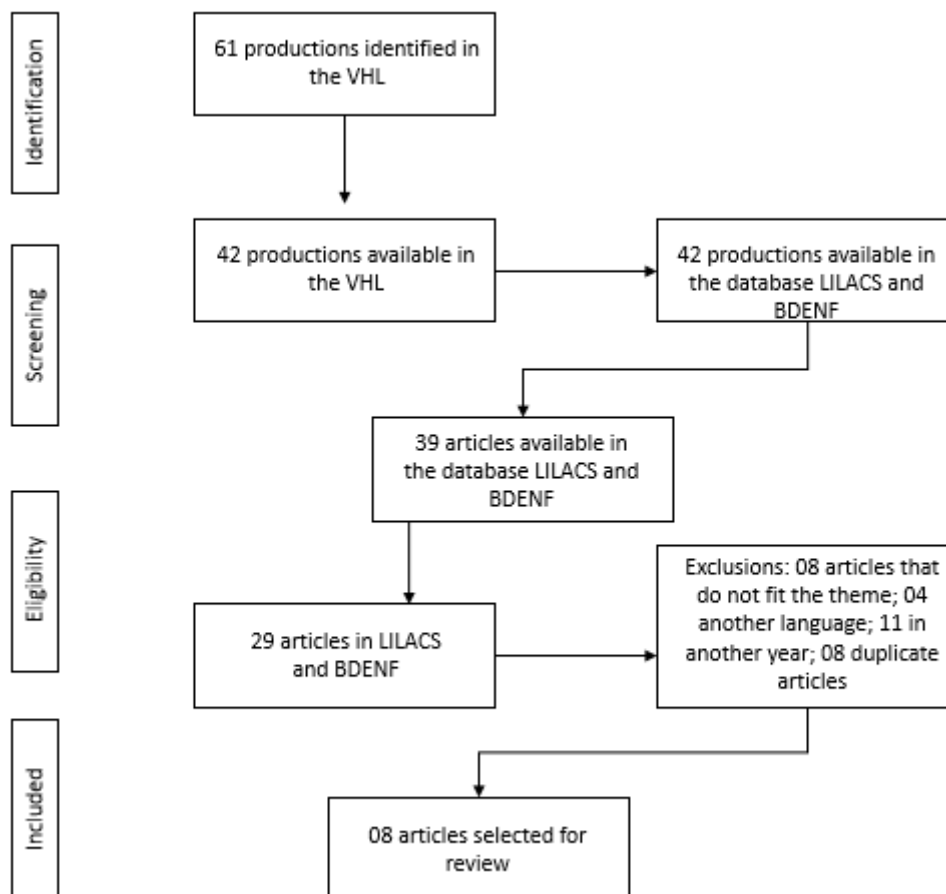 Identification
61 productions identified in
the VHL
Screening
42 productions available in
the VHL
42 productions available in
the database LILACS and
BDENF
39 articles available in
the database LILACS and
BDENF
Eligibility
29 articles in LILACS
and BDENF
Exclusions: 08 articles that
do not fit the theme; 04
another language; 11 in
another year; 08 duplicate
articles
Included
08 articles selected for
review